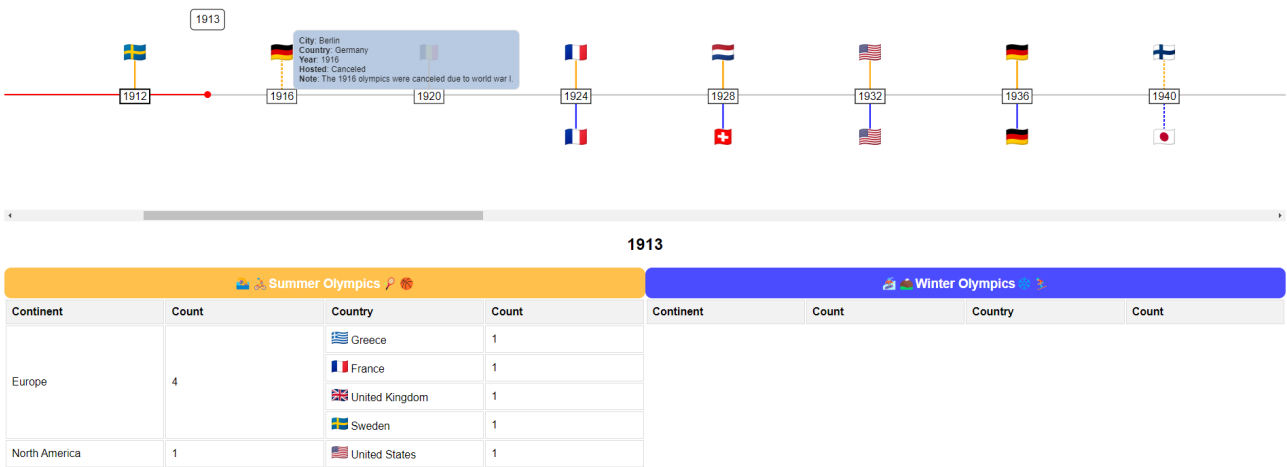 1913
City: Berlin
Country: Germany
Year: 1916
Hosted: Canceled
Note: The 1916 olympics were canceled due to world war I.
1912 1916 1920 1924 1928 1932 1936 1940
1913
Summer Olympics
Winter Olympics
Continent Count Country Count Continent Count Country Count
Europe 4 Greece 1
France 1
United Kingdom 1
Sweden 1
North America 1 United States 1